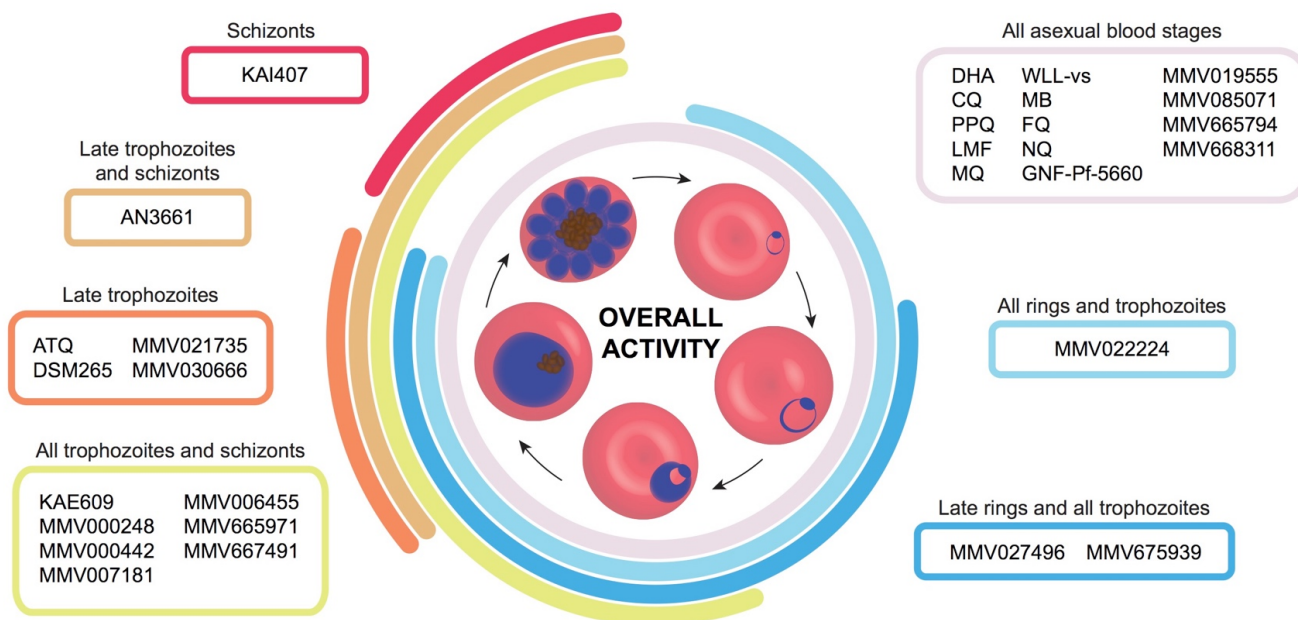 Schizonts
KAI407
Late trophozoites
and schizonts
AN3661
Late trophozoites
ATQ MMV021735
DSM265 MMV030666
All trophozoites and schizonts
KAE609 MMV006455
MMV000248 MMV665971
MMV000442 MMV667491
MMV007181
OVERALL
ACTIVITY
All asexual blood stages
DHA WLL-vs MMV019555
CQ MB MMV085071
PPQ FQ MMV665794
LMF NQ MMV668311
MQ GNF-Pf-5660
All rings and trophozoites
MMV022224
Late rings and all trophozoites
MMV027496 MMV675939